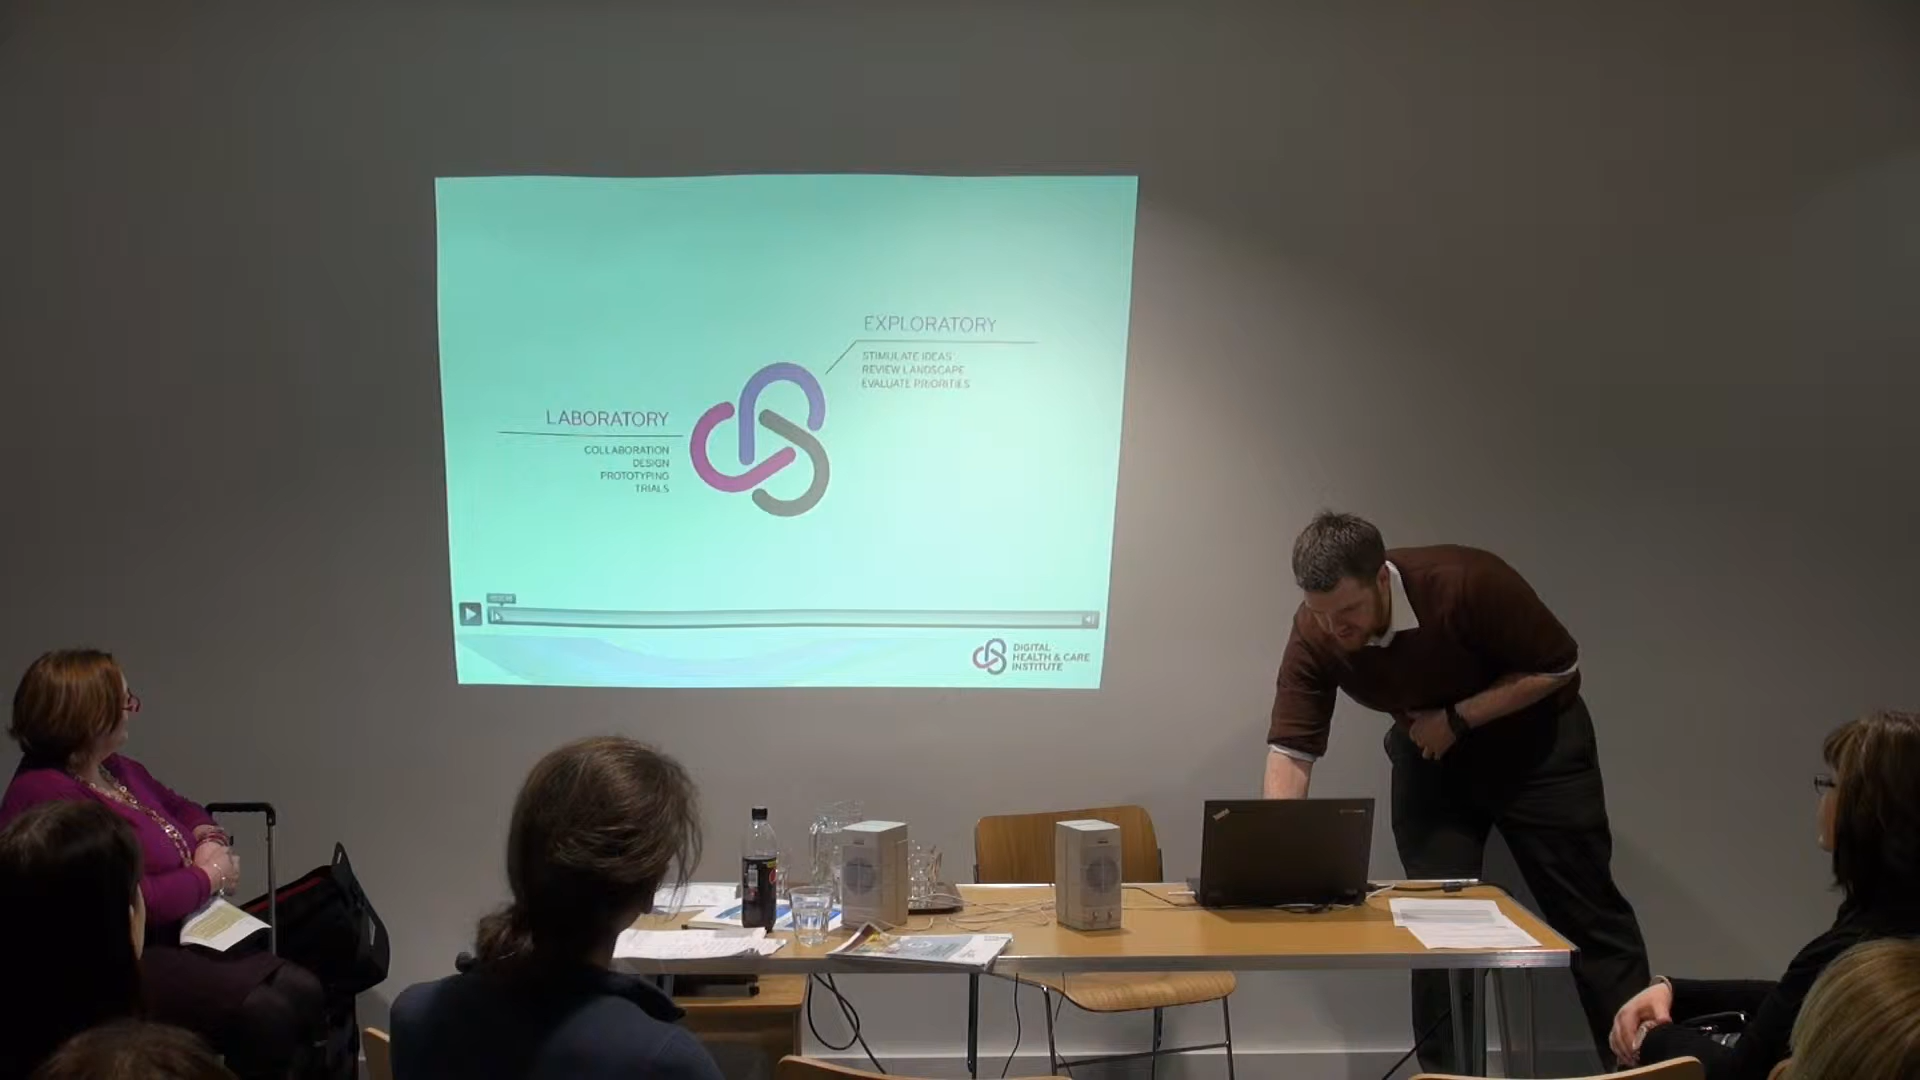 EXPLORATORY
STIMULATE IDEAS
REVIEW LANDSCAPE
EVALUATE PRIORITIES
LABORATORY
COLLABORATION
DESIGN
PROTOTYPING
TRIALS
DIGITAL
HEALTH & CARE
INSTITUTE